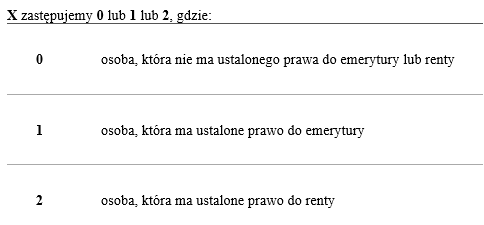 X zastępujemy 0 lub 1 lub 2, gdzie:
0 osoba, która nie ma ustalonego prawa do emerytury lub renty
1 osoba, która ma ustalone prawo do emerytury
2 osoba, która ma ustalone prawo do renty